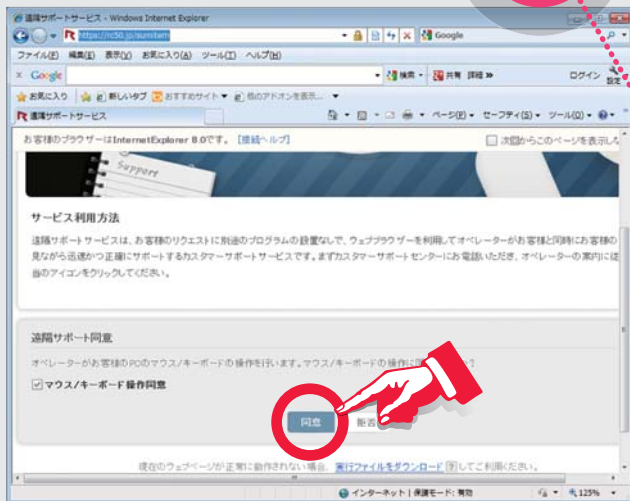 遠隔サポートサービス - Windows Internet Explorer
https://rc50.jp/sumitem
Google
ファイル(F) 編集(E) 表示(V) お気に入り(A) ツール(T) ヘルプ(H)
× Google 検索 共有 詳細 » ログイン 設定
お気に入り 新しいタブ おすすめサイト ▼ 他のアドオンを表示... ▼
遠隔サポートサービス
ページ(P) セーフティ(S) ツール(O)
お客様のブラウザーはInternetExplorer 8.0です。 [接続ヘルプ] 次回からこのページを表示しな
Support
サービス利用方法
遠隔サポートサービスは、お客様のリクエストに別途のプログラムの設置なしで、ウェブブラウザーを利用してオペレーターがお客様と同時にお客様の
見ながら迅速かつ正確にサポートするカスタマーサポートサービスです。まずカスタマーサポートセンターにお電話いただき、オペレーターの案内に従
当のアイコンをクリックしてください。
遠隔サポート同意
オペレーターがお客様のPCのマウス/キーボードの操作を行います。マウス/キーボードの操作に
マウス/キーボード操作同意
同意 拒否
現在のウェブページが正常に動作されない場合、実行ファイルをダウンロード [?] してご利用ください。
インターネット | 保護モード: 有効 125%